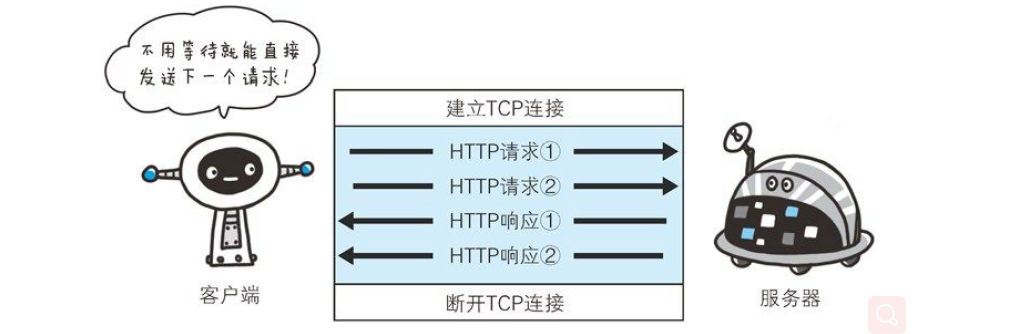 不用等待就能直接
发送下一个请求!
建立TCP连接
HTTP请求①
HTTP请求②
HTTP响应①
HTTP响应②
断开TCP连接
客户端
服务器